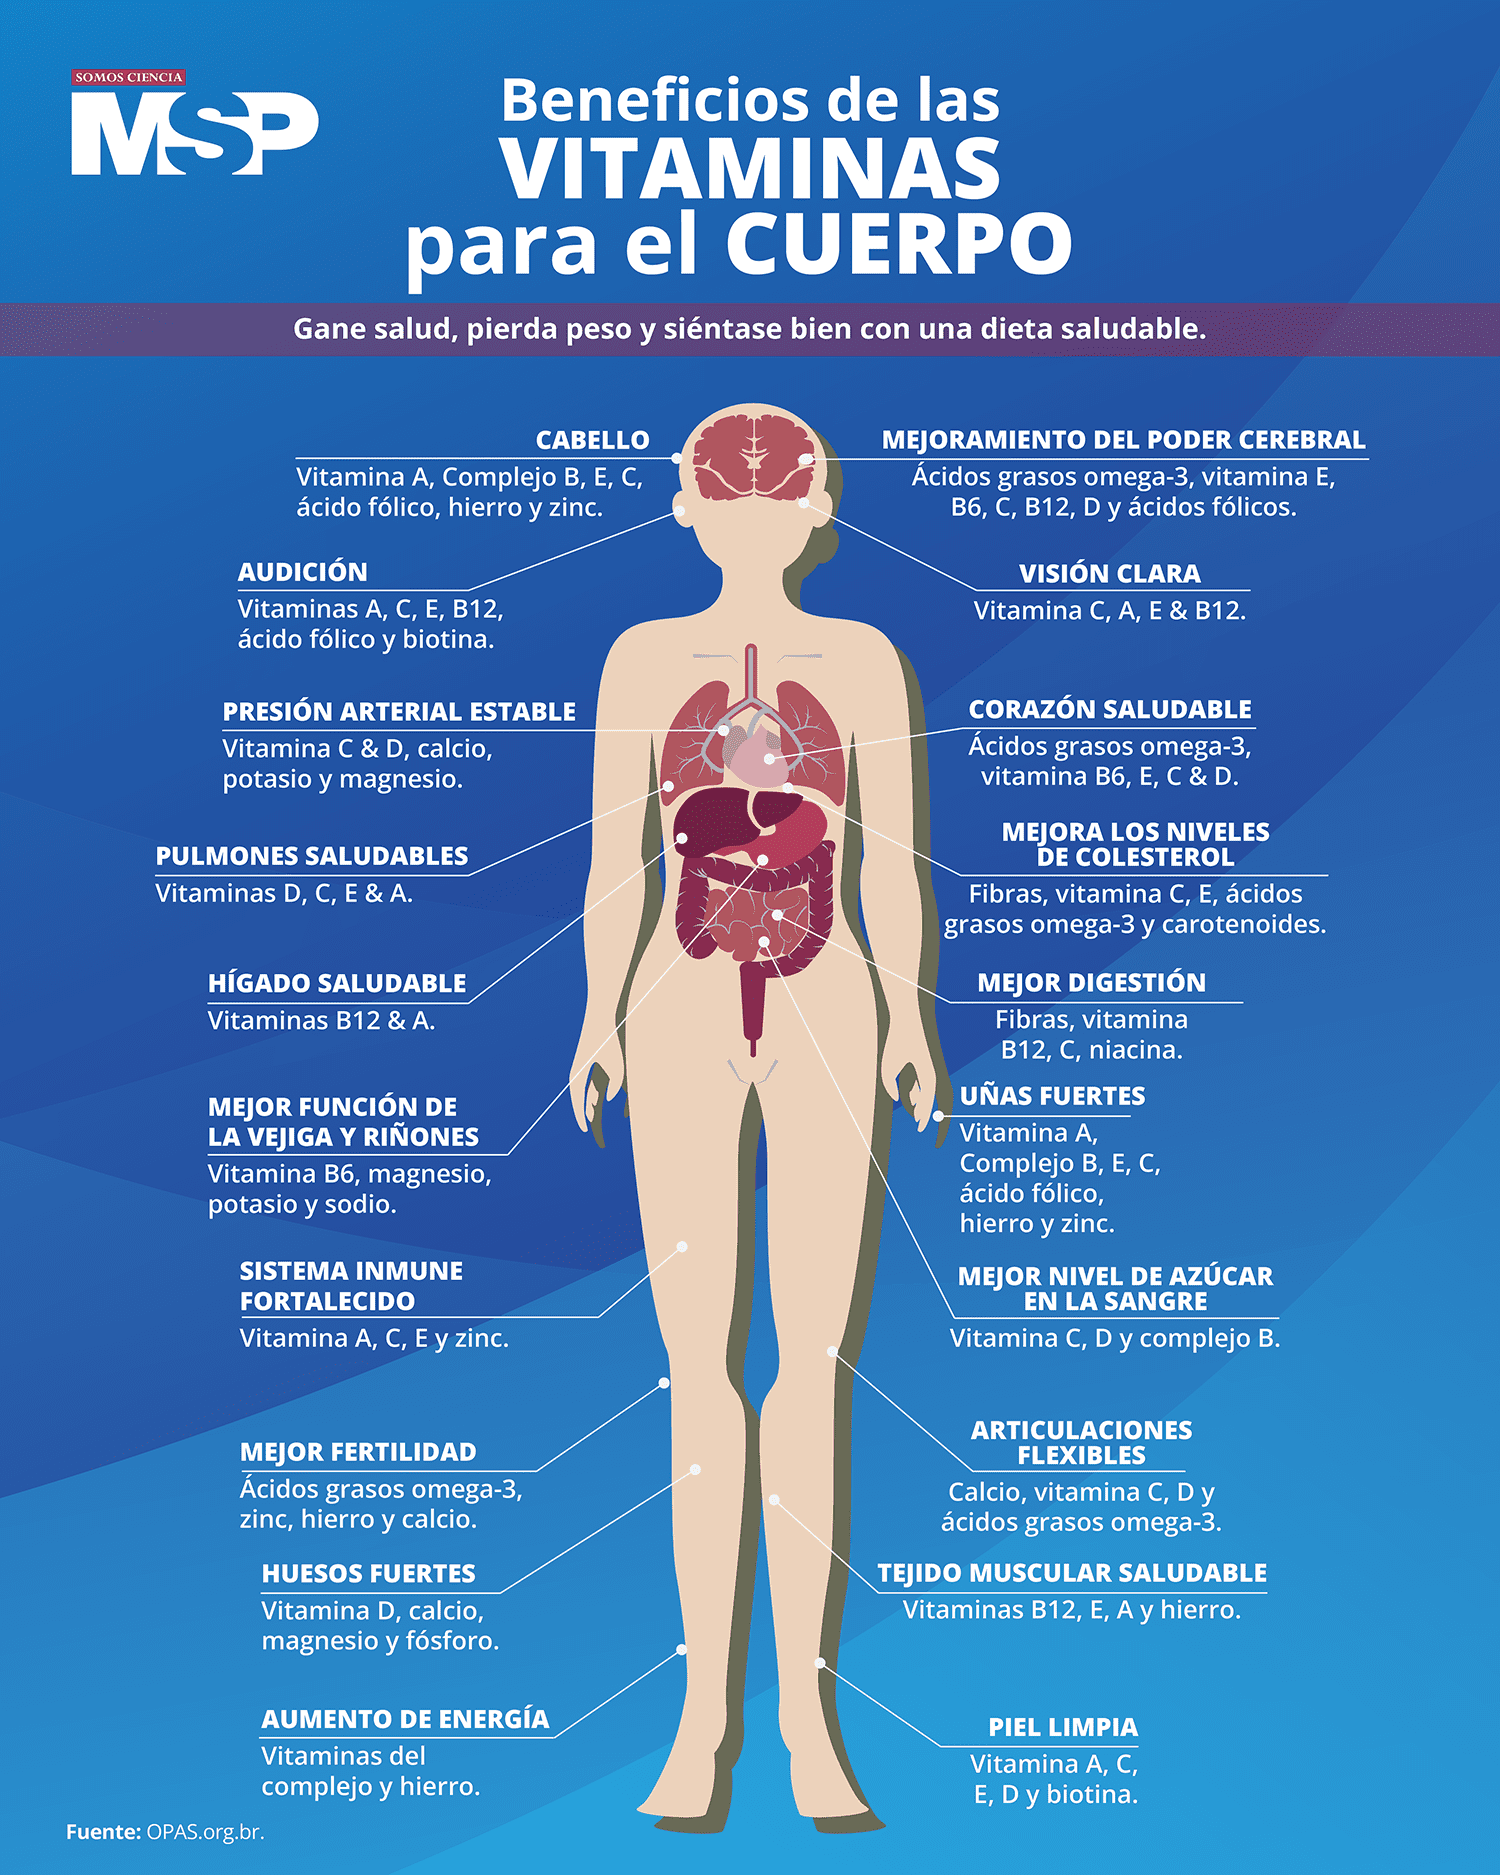 SOMOS CIENCIA
MSP
Beneficios de las
VITAMINAS
para el CUERPO
Gane salud, pierda peso y siéntase bien con una dieta saludable.
CABELLO
Vitamina A, Complejo B, E, C,
ácido fólico, hierro y zinc.
MEJORAMIENTO DEL PODER CEREBRAL
Ácidos grasos omega-3, vitamina E,
B6, C, B12, D y ácidos fólicos.
AUDICIÓN
Vitaminas A, C, E, B12,
ácido fólico y biotina.
VISIÓN CLARA
Vitamina C, A, E & B12.
PRESIÓN ARTERIAL ESTABLE
Vitamina C & D, calcio,
potasio y magnesio.
CORAZÓN SALUDABLE
Ácidos grasos omega-3,
vitamina B6, E, C & D.
PULMONES SALUDABLES
Vitaminas D, C, E & A.
MEJORA LOS NIVELES
DE COLESTEROL
Fibras, vitamina C, E, ácidos
grasos omega-3 y carotenoides.
HÍGADO SALUDABLE
Vitaminas B12 & A.
MEJOR DIGESTIÓN
Fibras, vitamina
B12, C, niacina.
MEJOR FUNCIÓN DE
LA VEJIGA Y RIÑONES
Vitamina B6, magnesio,
potasio y sodio.
UÑAS FUERTES
Vitamina A,
Complejo B, E, C,
ácido fólico,
hierro y zinc.
SISTEMA INMUNE
FORTALECIDO
Vitamina A, C, E y zinc.
MEJOR NIVEL DE AZÚCAR
EN LA SANGRE
Vitamina C, D y complejo B.
MEJOR FERTILIDAD
Ácidos grasos omega-3,
zinc, hierro y calcio.
ARTICULACIONES
FLEXIBLES
Calcio, vitamina C, D y
ácidos grasos omega-3.
HUESOS FUERTES
Vitamina D, calcio,
magnesio y fósforo.
TEJIDO MUSCULAR SALUDABLE
Vitaminas B12, E, A y hierro.
AUMENTO DE ENERGÍA
Vitaminas del
complejo y hierro.
PIEL LIMPIA
Vitamina A, C,
E, D y biotina.
Fuente: OPAS.org.br.